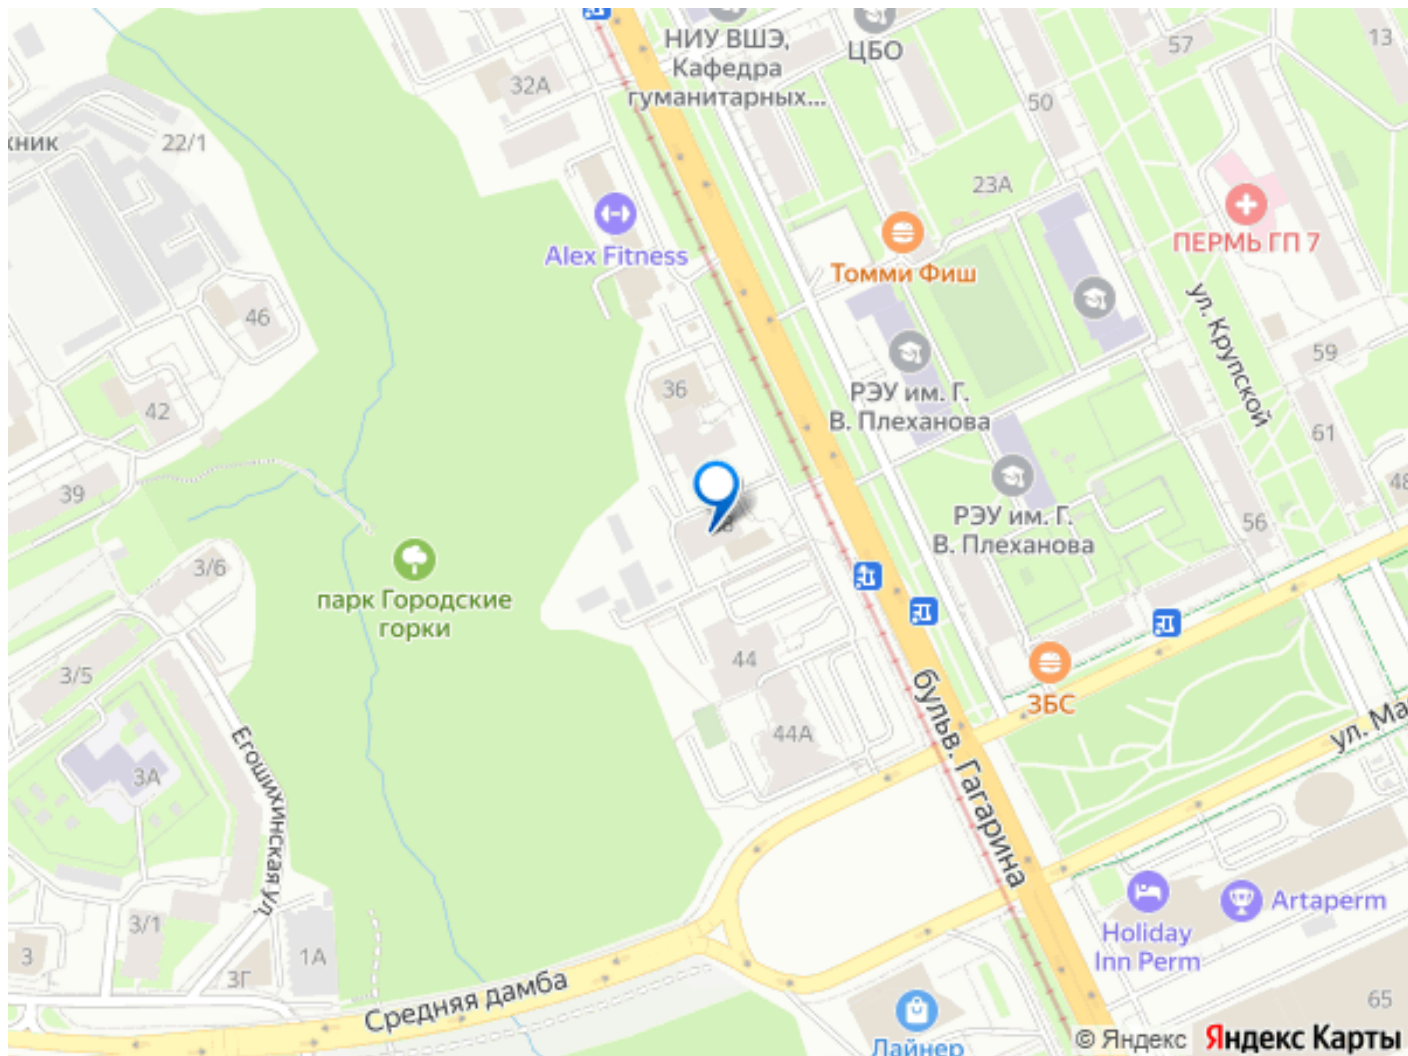 НИУ ВШЭ,
Кафедра
гуманитарных...
ЦБО
57
13
32А
50
хник
22/1
23А
ПЕРМЬ ГП 7
Alex Fitness
Томми Фиш
ул. Крупской
46
59
36
РЭУ им. Г.
В. Плеханова
42
61
39
48
РЭУ им. Г.
В. Плеханова
56
3/6
парк Городские
горки
44
3/5
ЗБС
бульв. Гагарина
44А
ул. Ма
Егошихинская ул.
3А
Artaperm
Holiday
Inn Perm
3/1
3
3Г
1А
Средняя дамба
65
Лайнер
© Яндекс Яндекс Карты